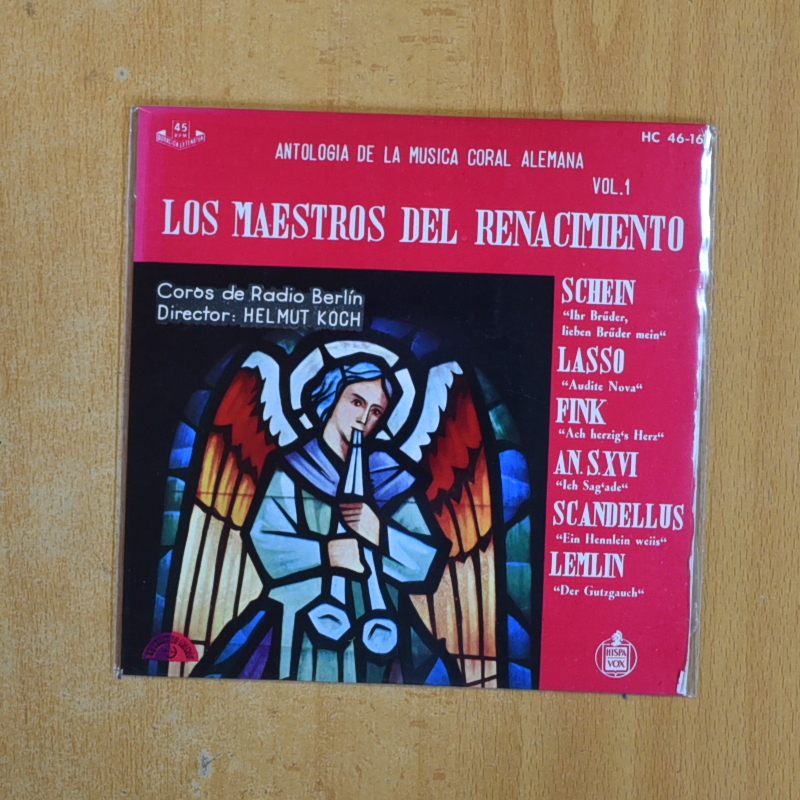 45
RPM
HC 46-16
ANTOLOGIA DE LA MUSICA CORAL ALEMANA
VOL.1
LOS MAESTROS DEL RENACIMIENTO
Coros de Radio Berlín
Director: HELMUT KOCH
SCHEIN
“Ihr Brüder,
lieben Brüder mein“
LASSO
“Audite Nova“
FINK
“Ach herzig's Herz“
AN. S.XVI
“Ich Sag'ade“
SCANDELLUS
“Ein Hennlein weiis“
LEMLIN
“Der Gutzgauch“
HISPA
VOX